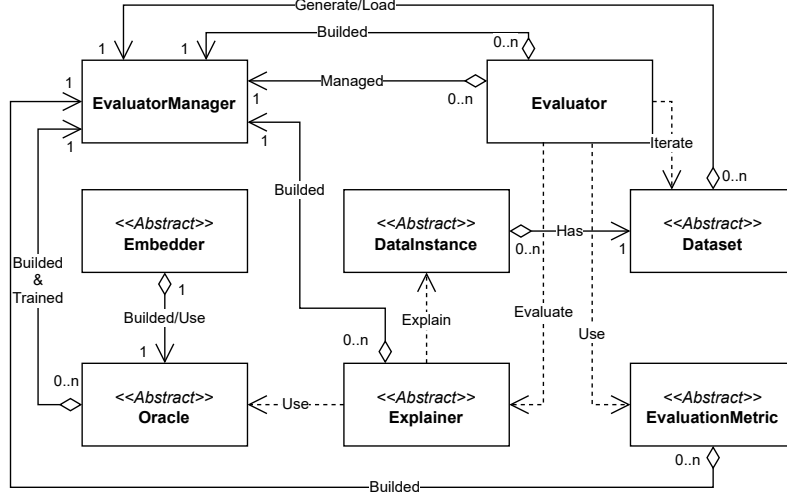 Generate/Load
1
1
Builded
0..n
1
EvaluatorManager
Managed
1
0..n
Evaluator
1
1
Iterate
0..n
Builded
<<Abstract>>
Embedder
1
<<Abstract>>
DataInstance
0..n
Has
1
<<Abstract>>
Dataset
Builded
&
Trained
Builded/Use
1
Explain
Evaluate
Use
0..n
0..n
<<Abstract>>
Oracle
Use
<<Abstract>>
Explainer
<<Abstract>>
EvaluationMetric
0..n
Builded